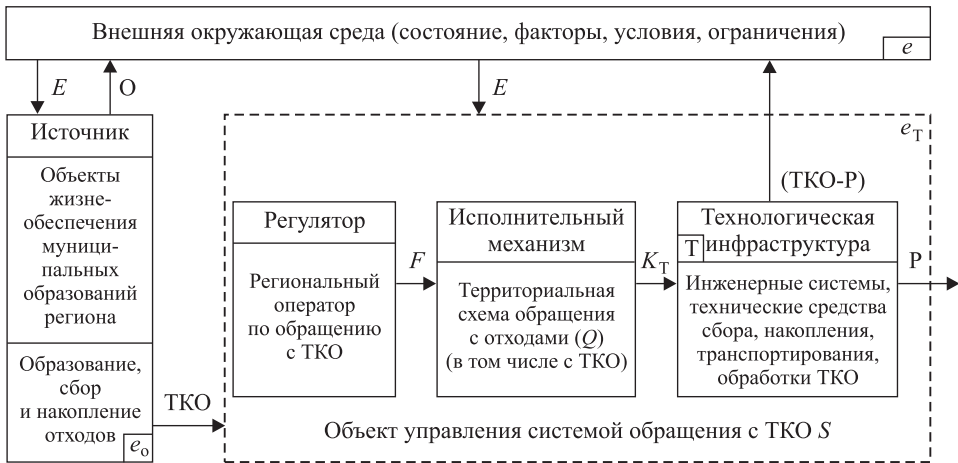 Внешняя окружающая среда (состояние, факторы, условия, ограничения)
e
E
О
E
Источник
Объекты
жизне-
обеспечения
муници-
пальных
образований
региона
Образование,
сбор
и накопление
отходов
eо
ТКО
eТ
(ТКО-Р)
Регулятор
Региональный
оператор
по обращению
с ТКО
F
Исполнительный
механизм
Территориальная
схема обращения
с отходами (Q)
(в том числе с ТКО)
KТ
Технологическая
инфраструктура
Т
Инженерные системы,
технические средства
сбора, накопления,
транспортирования,
обработки ТКО
Р
Объект управления системой обращения с ТКО S